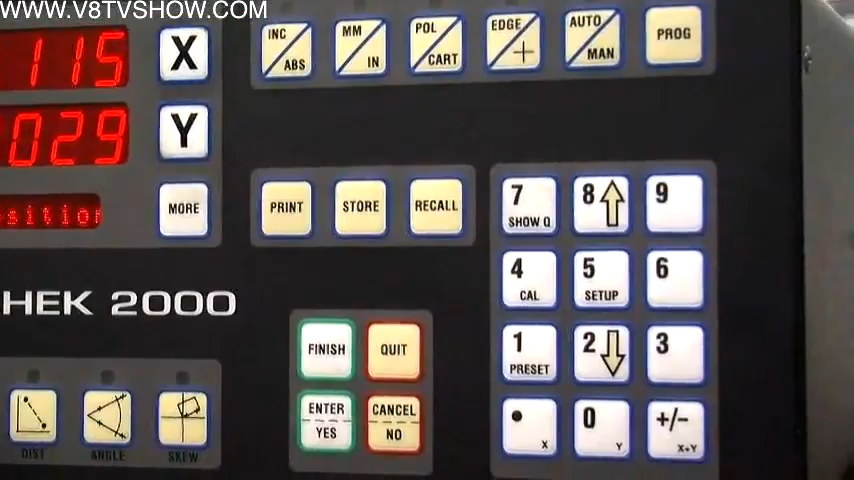 WWW.V8TVSHOW.COM
115
X
INC ABS
MM IN
POL CART
EDGE
AUTO MAN
PROG
029
Y
MORE
PRINT
STORE
RECALL
7 SHOW Q
8
9
4 CAL
5 SETUP
6
HEK 2000
FINISH
QUIT
1 PRESET
2
3
ENTER YES
CANCEL NO
X
0 Y
+/- X+Y
DIST
ANGLE
SKEW